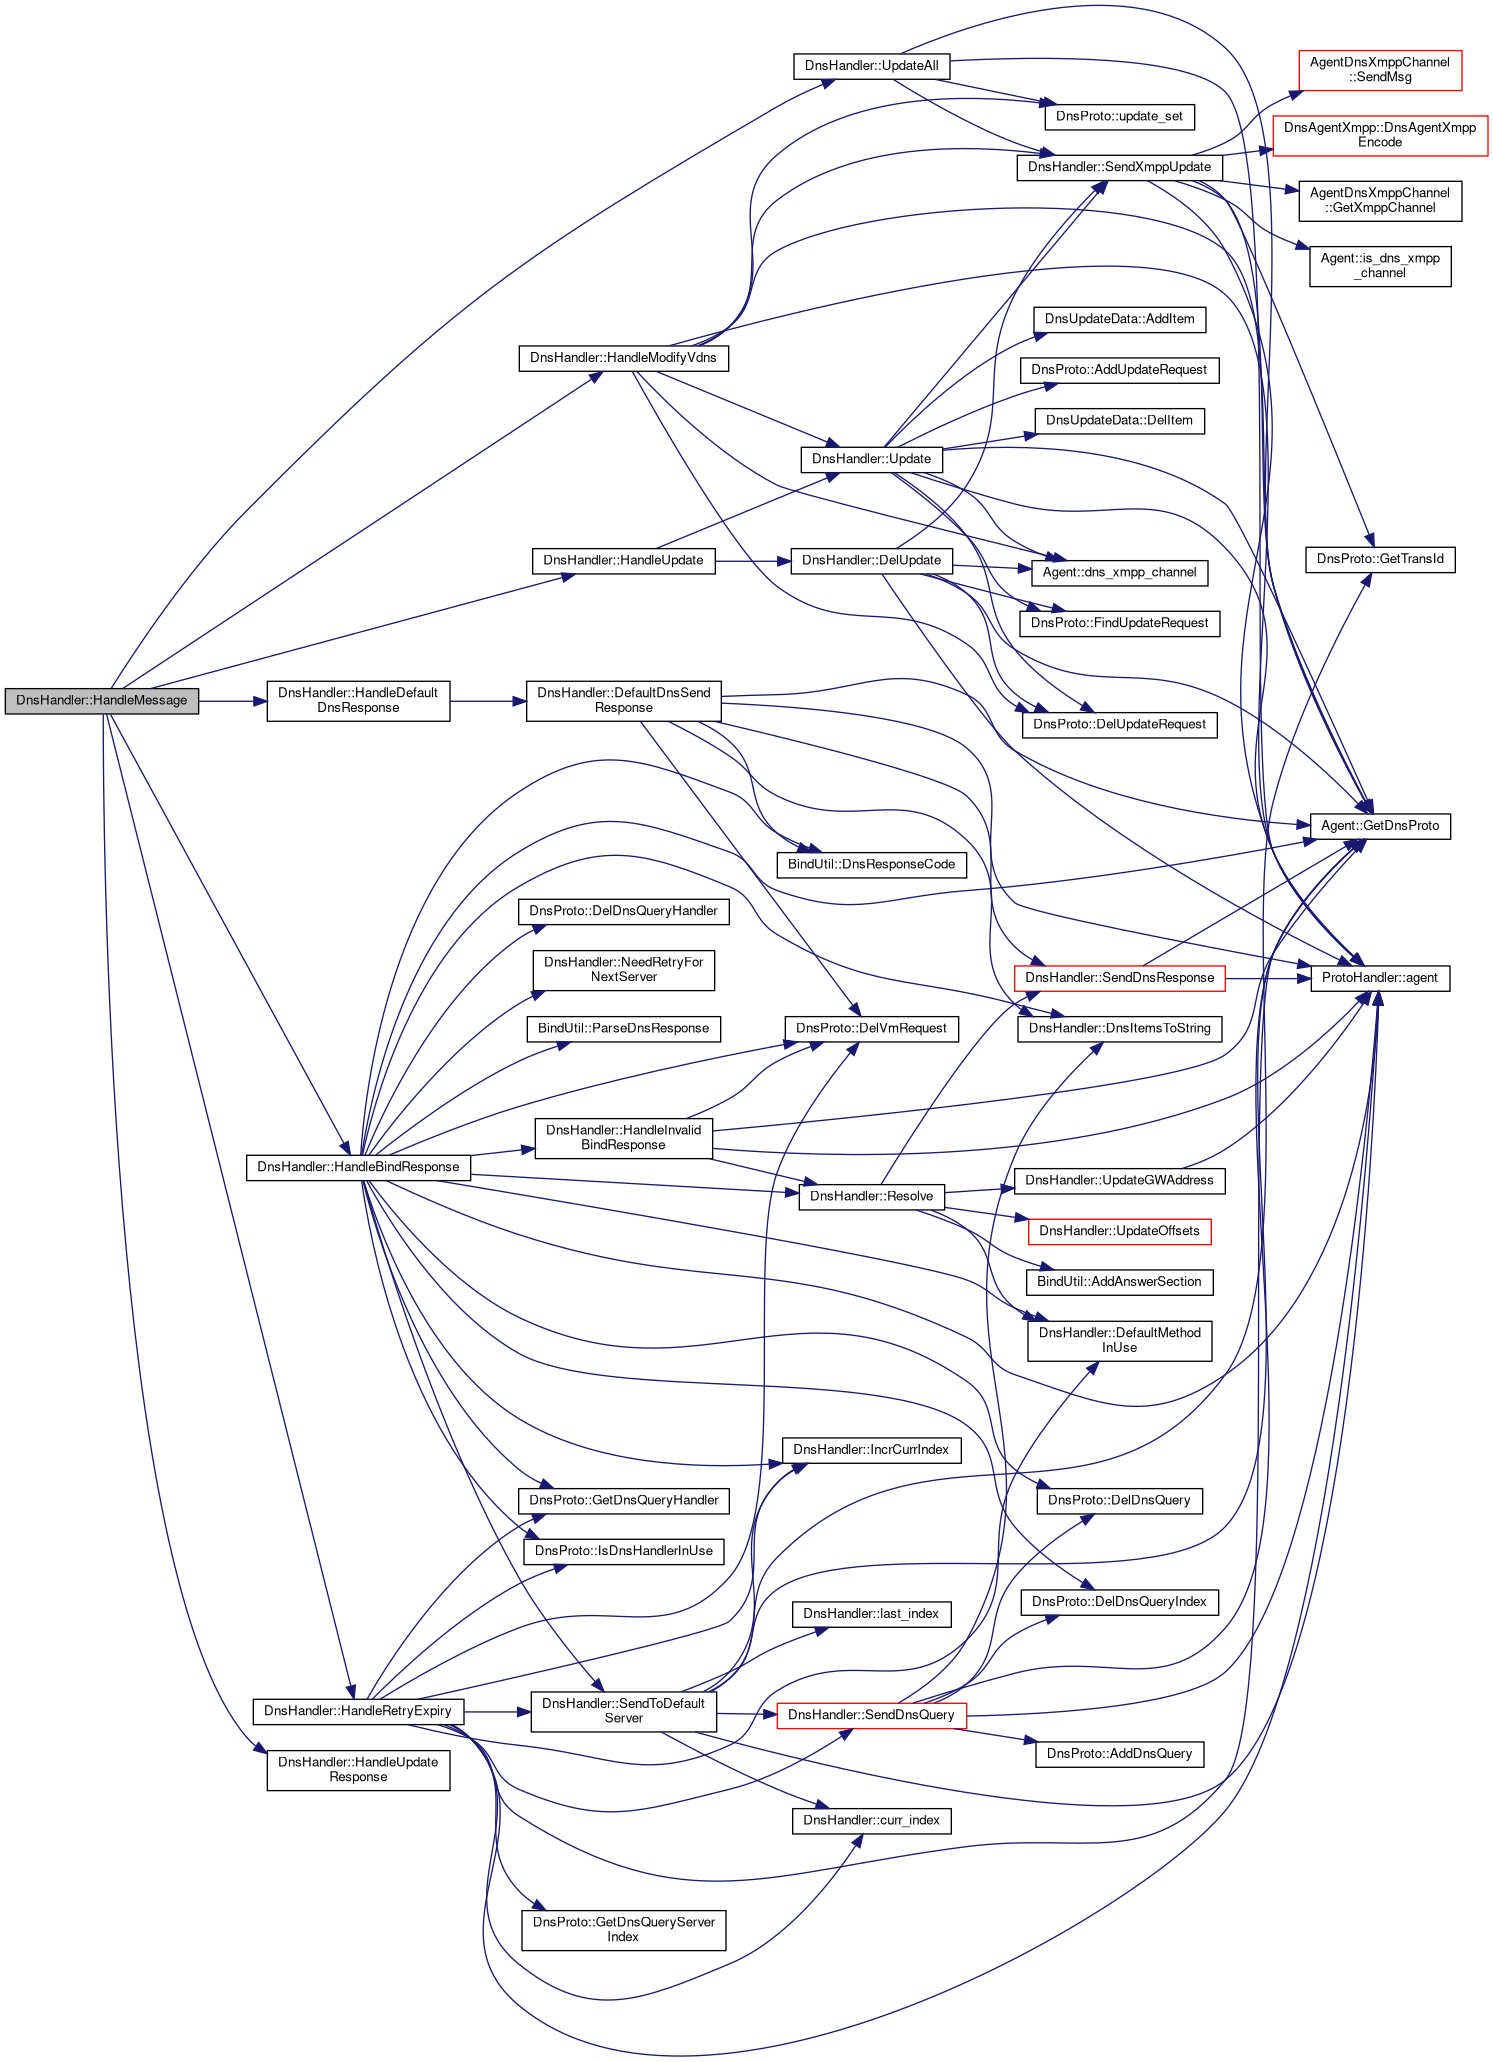 DnsHandler::HandleMessage
DnsHandler::UpdateAll
DnsHandler::HandleModifyVdns
DnsHandler::HandleUpdate
DnsHandler::HandleDefault
DnsResponse
DnsHandler::HandleBindResponse
DnsHandler::HandleRetryExpiry
DnsHandler::HandleUpdate
Response
DnsHandler::DefaultDnsSend
Response
DnsProto::DelDnsQueryHandler
DnsHandler::NeedRetryFor
NextServer
BindUtil::ParseDnsResponse
DnsHandler::HandleInvalid
BindResponse
DnsProto::GetDnsQueryHandler
DnsProto::IsDnsHandlerInUse
DnsHandler::SendToDefault
Server
DnsProto::GetDnsQueryServer
Index
DnsHandler::Update
DnsHandler::DelUpdate
BindUtil::DnsResponseCode
DnsProto::DelVmRequest
DnsHandler::Resolve
DnsHandler::IncrCurrIndex
DnsHandler::last_index
DnsHandler::SendDnsQuery
DnsHandler::curr_index
DnsProto::update_set
DnsHandler::SendXmppUpdate
DnsUpdateData::AddItem
DnsProto::AddUpdateRequest
DnsUpdateData::DelItem
Agent::dns_xmpp_channel
DnsProto::FindUpdateRequest
DnsProto::DelUpdateRequest
DnsHandler::SendDnsResponse
DnsHandler::DnsItemsToString
DnsHandler::UpdateGWAddress
DnsHandler::UpdateOffsets
BindUtil::AddAnswerSection
DnsHandler::DefaultMethod
InUse
DnsProto::DelDnsQuery
DnsProto::DelDnsQueryIndex
DnsProto::AddDnsQuery
AgentDnsXmppChannel
::SendMsg
DnsAgentXmpp::DnsAgentXmpp
Encode
AgentDnsXmppChannel
::GetXmppChannel
Agent::is_dns_xmpp
_channel
DnsProto::GetTransId
Agent::GetDnsProto
ProtoHandler::agent